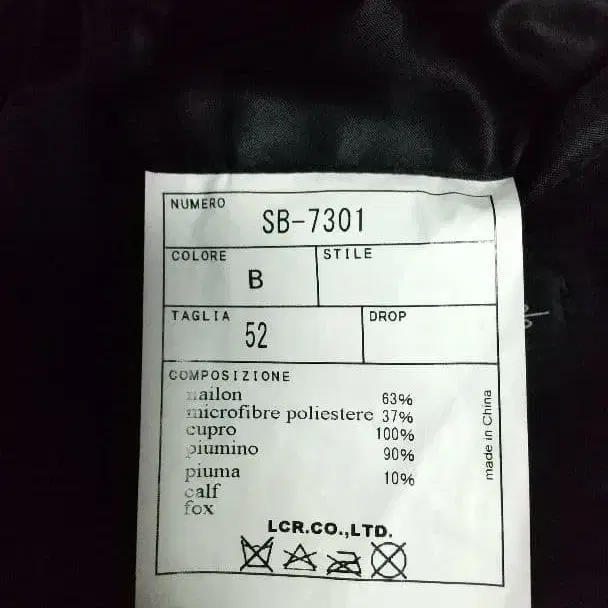 NUMERO
SB-7301
COLORE
B
STILE
TAGLIA
52
DROP
COMPOSIZIONE
nailon 63%
microfibre poliestere 37%
cupro 100%
piumino 90%
piuma 10%
calf
fox
made in China
LCR.CO.,LTD.